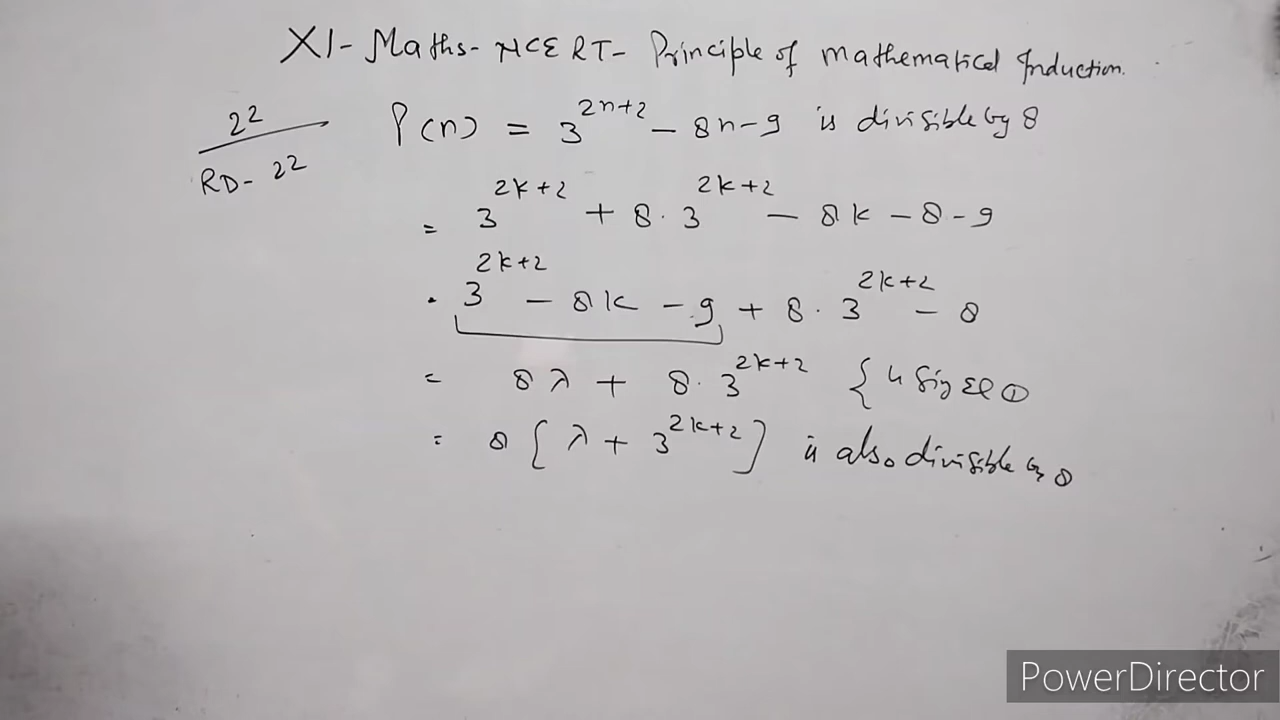 XI- Maths- NCERT- Principle of mathematical Induction.
22
RD- 22
P(n) = 3^{2n+2} - 8n-9 is divisible by 8
= 3^{2k+2} + 8. 3^{2k+2} - 8k - 8 - 9
. 3^{2k+2} - 8k - 9 + 8. 3^{2k+2} - 8
= 8λ + 8. 3^{2k+2} { using ①
= 8 [ λ + 3^{2k+2} ] is also divisible by 8
PowerDirector